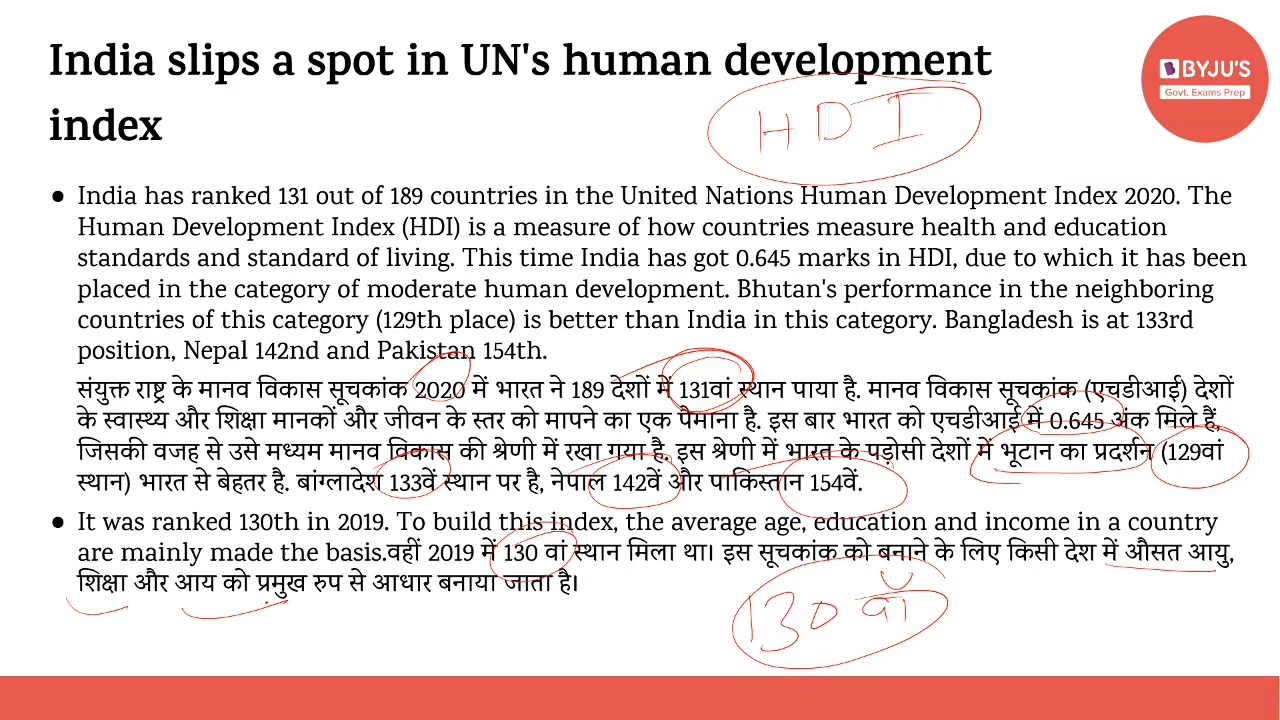 India slips a spot in UN's human development
index
BYJU'S
Govt. Exams Prep
H D I
● India has ranked 131 out of 189 countries in the United Nations Human Development Index 2020. The
Human Development Index (HDI) is a measure of how countries measure health and education
standards and standard of living. This time India has got 0.645 marks in HDI, due to which it has been
placed in the category of moderate human development. Bhutan's performance in the neighboring
countries of this category (129th place) is better than India in this category. Bangladesh is at 133rd
position, Nepal 142nd and Pakistan 154th.
संयुक्त राष्ट्र के मानव विकास सूचकांक 2020 में भारत ने 189 देशों में 131वां स्थान पाया है. मानव विकास सूचकांक (एचडीआई) देशों
के स्वास्थ्य और शिक्षा मानकों और जीवन के स्तर को मापने का एक पैमाना है. इस बार भारत को एचडीआई में 0.645 अंक मिले हैं,
जिसकी वजह से उसे मध्यम मानव विकास की श्रेणी में रखा गया है. इस श्रेणी में भारत के पड़ोसी देशों में भूटान का प्रदर्शन (129वां
स्थान) भारत से बेहतर है. बांग्लादेश 133वें स्थान पर है, नेपाल 142वें और पाकिस्तान 154वें.
● It was ranked 130th in 2019. To build this index, the average age, education and income in a country
are mainly made the basis.वहीं 2019 में 130 वां स्थान मिला था। इस सूचकांक को बनाने के लिए किसी देश में औसत आयु,
शिक्षा और आय को प्रमुख रुप से आधार बनाया जाता है।
130 वाँ